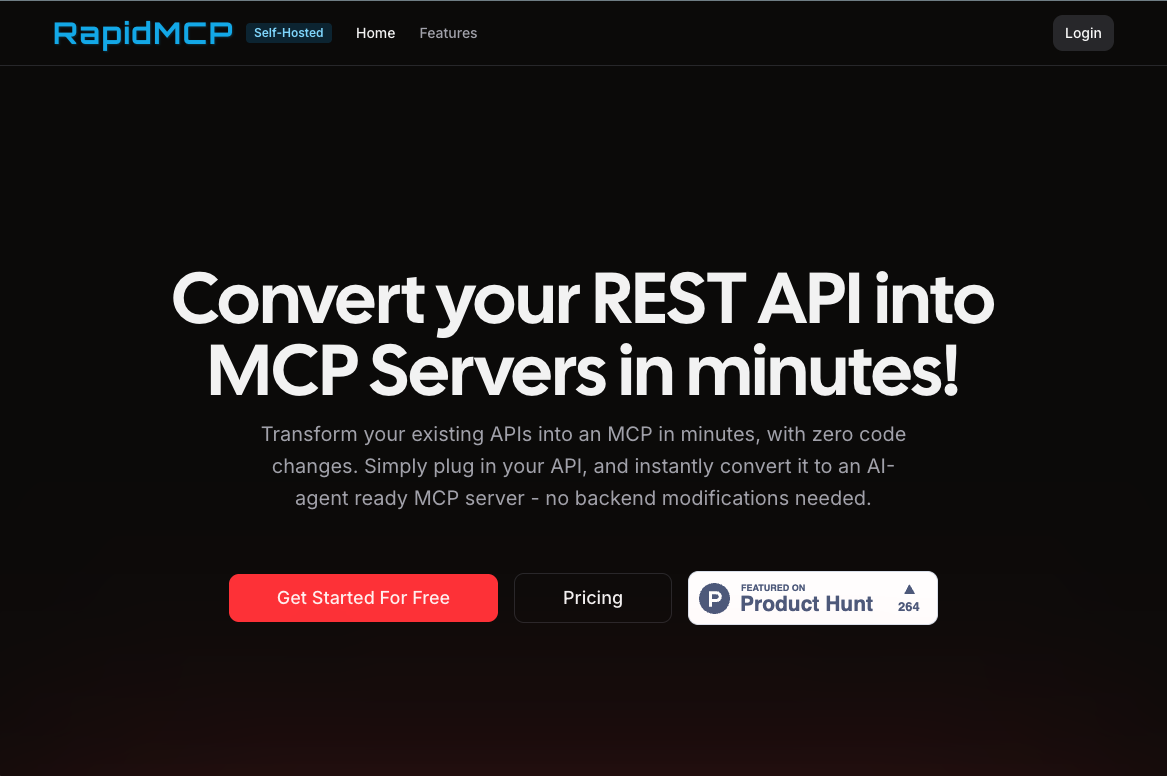 RapidMCP
Self-Hosted
Home
Features
Login
Convert your REST API into
MCP Servers in minutes!
Transform your existing APIs into an MCP in minutes, with zero code
changes. Simply plug in your API, and instantly convert it to an AI-
agent ready MCP server - no backend modifications needed.
Get Started For Free
Pricing
P
FEATURED ON
Product Hunt
▲
264